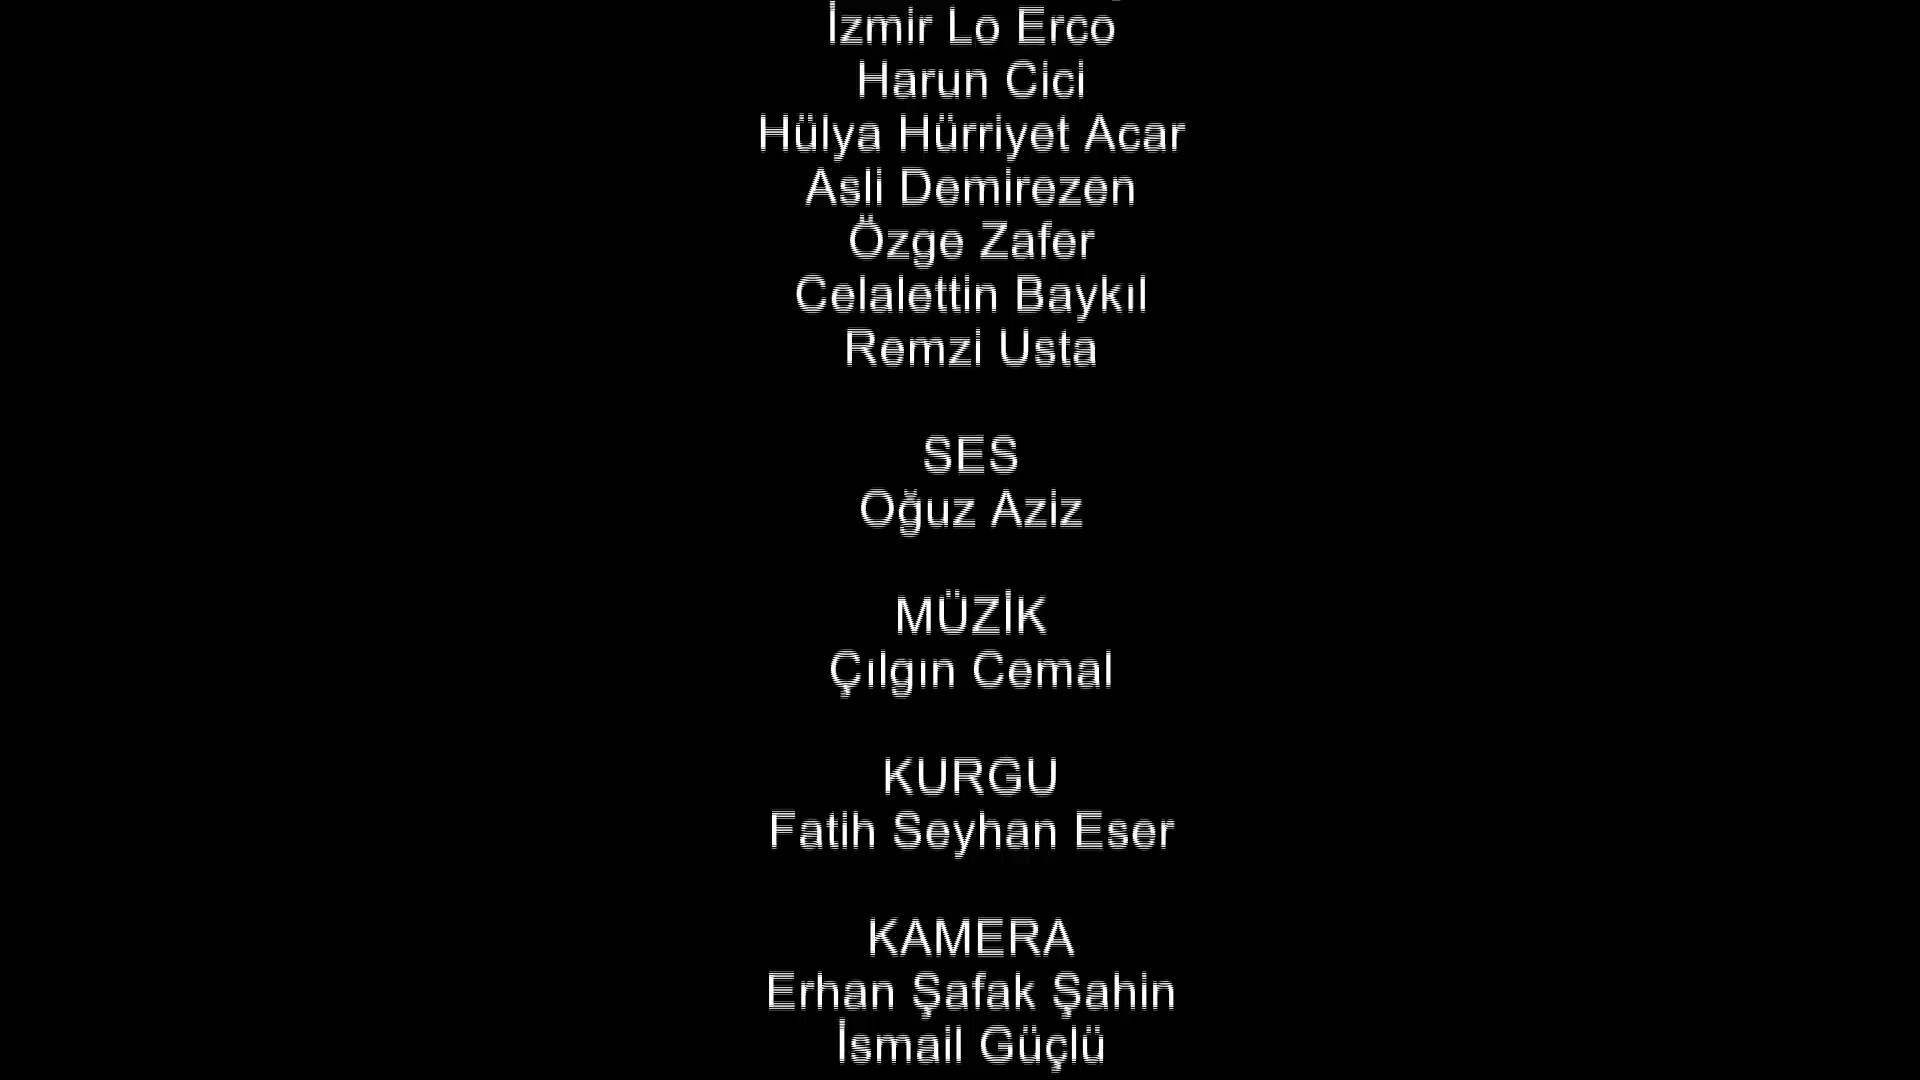 İzmir Lo Erco
Harun Cici
Hülya Hürriyet Acar
Asli Demirezen
Özge Zafer
Celalettin Baykıl
Remzi Usta
SES
Oğuz Aziz
MÜZİK
Çılgın Cemal
KURGU
Fatih Seyhan Eser
KAMERA
Erhan Şafak Şahin
İsmail Güçlü